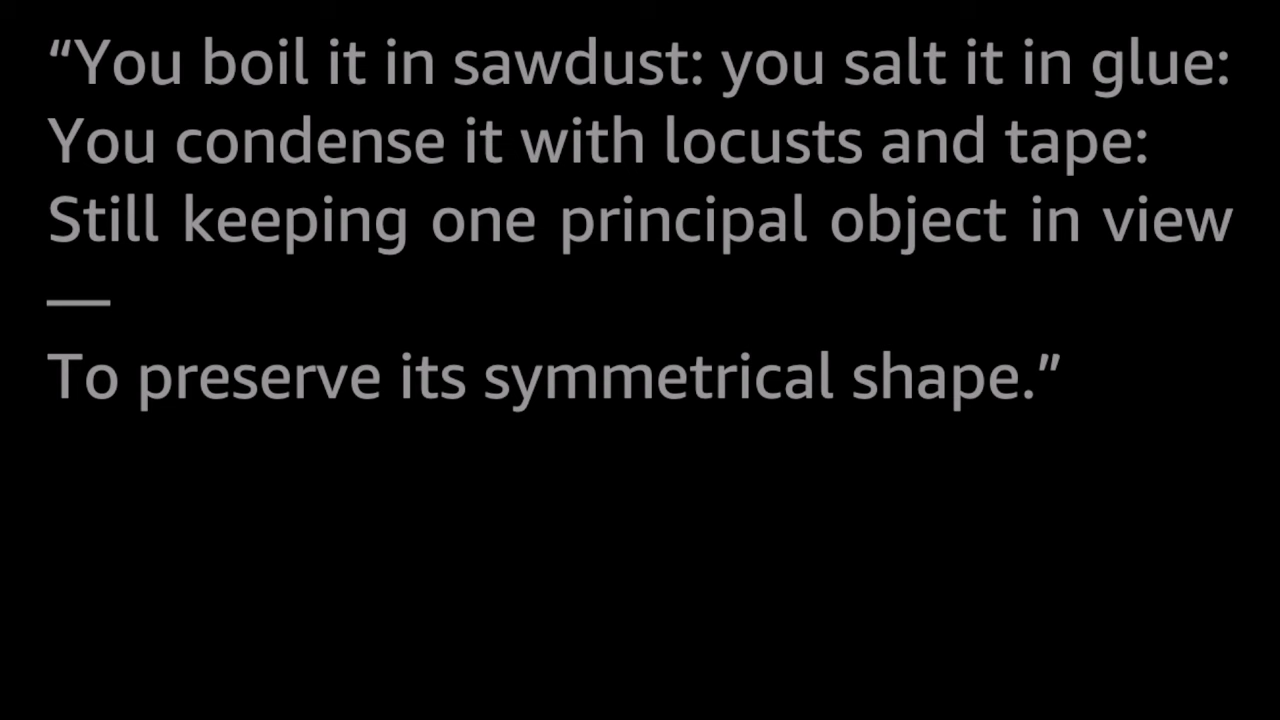 “You boil it in sawdust: you salt it in glue:
You condense it with locusts and tape:
Still keeping one principal object in view
—
To preserve its symmetrical shape.”